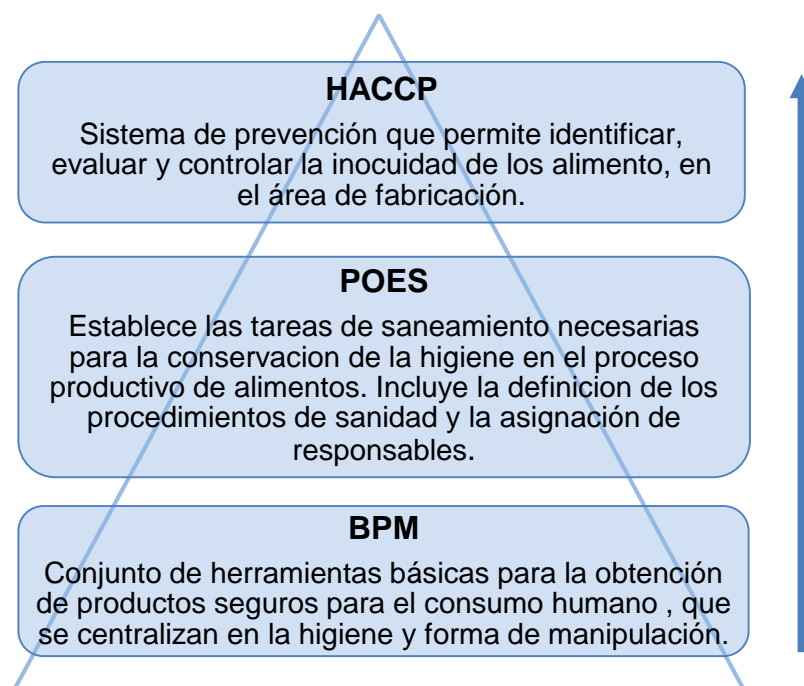 HACCP
Sistema de prevención que permite identificar,
evaluar y controlar la inocuidad de los alimento, en
el área de fabricación.
POES
Establece las tareas de saneamiento necesarias
para la conservacion de la higiene en el proceso
productivo de alimentos. Incluye la definicion de los
procedimientos de sanidad y la asignación de
responsables.
BPM
Conjunto de herramientas básicas para la obtención
de productos seguros para el consumo humano , que
se centralizan en la higiene y forma de manipulación.